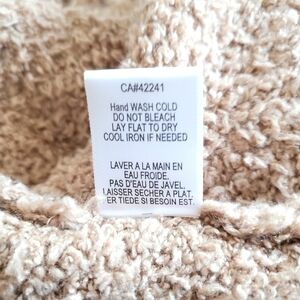 CA#42241
Hand WASH COLD
DO NOT BLEACH
LAY FLAT TO DRY
COOL IRON IF NEEDED
LAVER A LA MAIN EN
EAU FROIDE.
PAS D'EAU DE JAVEL.
LAISSER SECHER A PLAT.
ER TIEDE SI BESOIN EST.